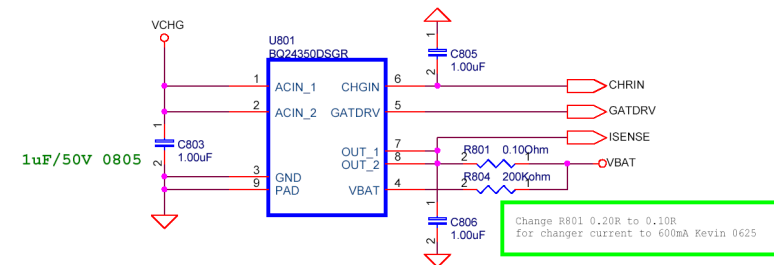 VCHG
U801
BQ24350DSGR
1 ACIN_1 CHGIN 6
2 ACIN_2 GATDRV 5
OUT_1 7
OUT_2 8
3 GND
9 PAD VBAT 4
1
C803
1.00uF
2
1uF/50V 0805
1
C805
2 1.00uF
CHRIN
GATDRV
ISENSE
R801 0.10Ohm
2 1
VBAT
R804 200Kohm
2 1
1
C806
1.00uF
2
Change R801 0.20R to 0.10R
for changer current to 600mA Kevin 0625